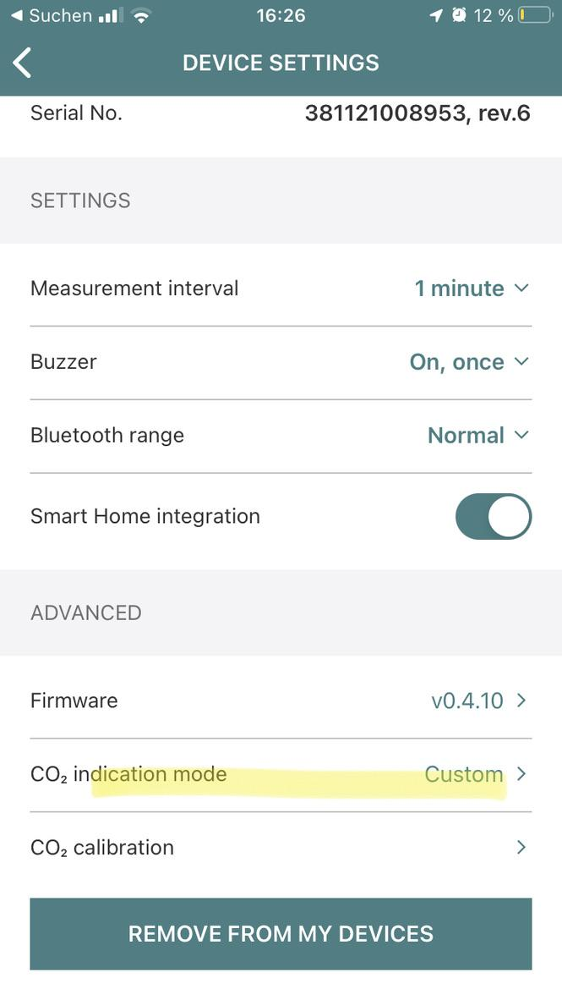 Suchen 16:26 12 %
DEVICE SETTINGS
Serial No. 381121008953, rev.6
SETTINGS
Measurement interval 1 minute
Buzzer On, once
Bluetooth range Normal
Smart Home integration
ADVANCED
Firmware v0.4.10
CO₂ indication mode Custom
CO₂ calibration
REMOVE FROM MY DEVICES